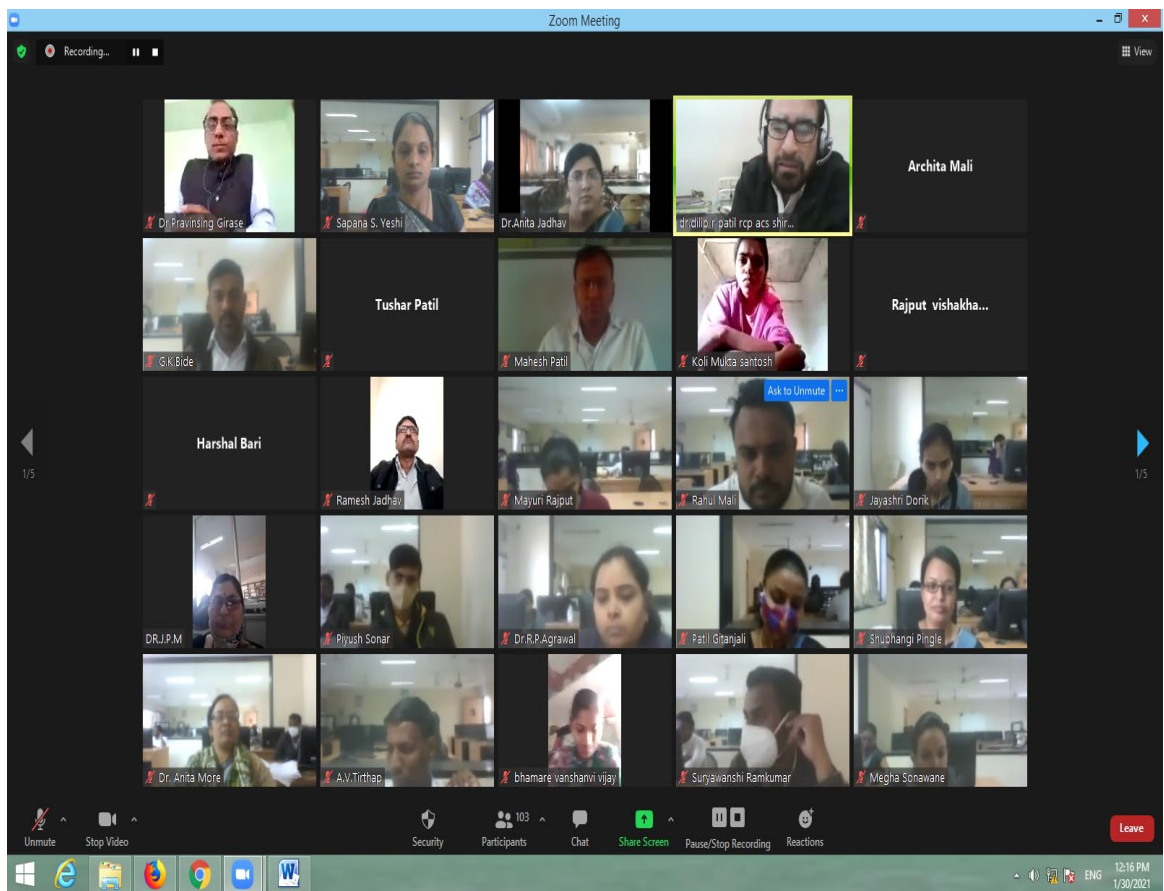 Zoom Meeting
Recording...
View
Dr Pravinsing Girase
Sapana S. Yeshi
Dr.Anita Jadhav
dr.dilip r patil rcp acs shir...
Archita Mali
G.K.Bide
Tushar Patil
Mahesh Patil
Koli Mukta santosh
Rajput vishakha...
Harshal Bari
Ramesh Jadhav
Mayuri Rajput
Ask to Unmute
Rahul Mali
Jayashri Dorik
1/5
1/5
DR.J.P.M
Piyush Sonar
Dr.R.P.Agrawal
Patil Gitanjali
Shubhangi Pingle
Dr. Anita More
A.V.Tirthap
bhamare vanshanvi vijay
Suryawanshi Ramkumar
Megha Sonawane
Unmute
Stop Video
Security
103
Participants
Chat
Share Screen
Pause/Stop Recording
Reactions
Leave
ENG
12:16 PM
1/30/2021